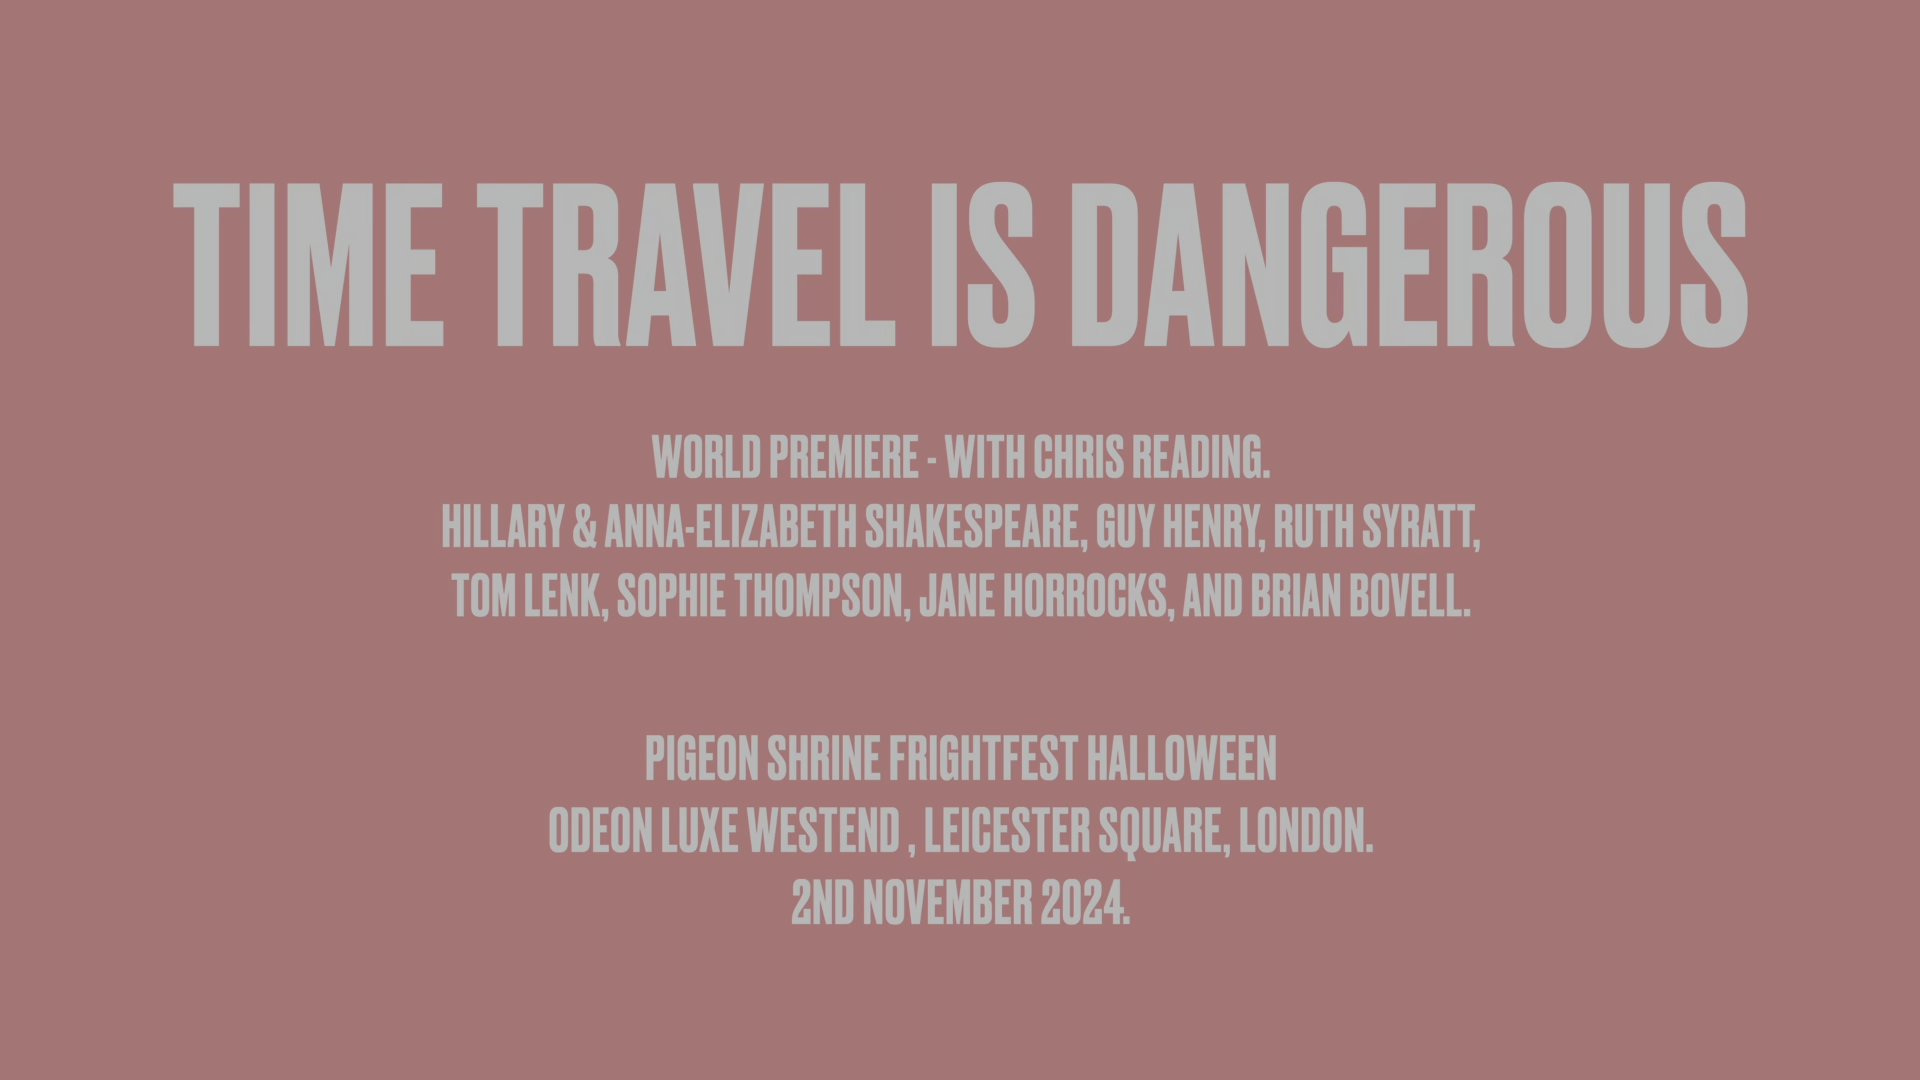 TIME TRAVEL IS DANGEROUS
WORLD PREMIERE - WITH CHRIS READING.
HILLARY & ANNA-ELIZABETH SHAKESPEARE, GUY HENRY, RUTH SYRATT,
TOM LENK, SOPHIE THOMPSON, JANE HORROCKS, AND BRIAN BOVELL.
PIGEON SHRINE FRIGHTFEST HALLOWEEN
ODEON LUXE WESTEND , LEICESTER SQUARE, LONDON.
2ND NOVEMBER 2024.